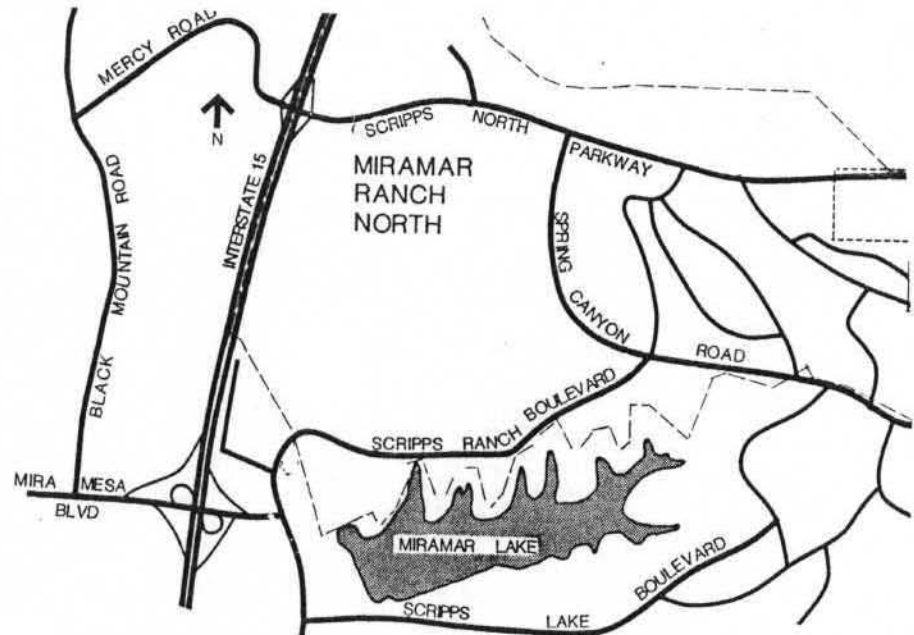 MERCY ROAD
N
SCRIPPS NORTH PARKWAY
MIRAMAR
RANCH
NORTH
INTERSTATE 15
BLACK MOUNTAIN ROAD
SPRING CANYON ROAD
SCRIPPS RANCH BOULEVARD
MIRA MESA
BLVD
MIRAMAR LAKE
SCRIPPS LAKE BOULEVARD